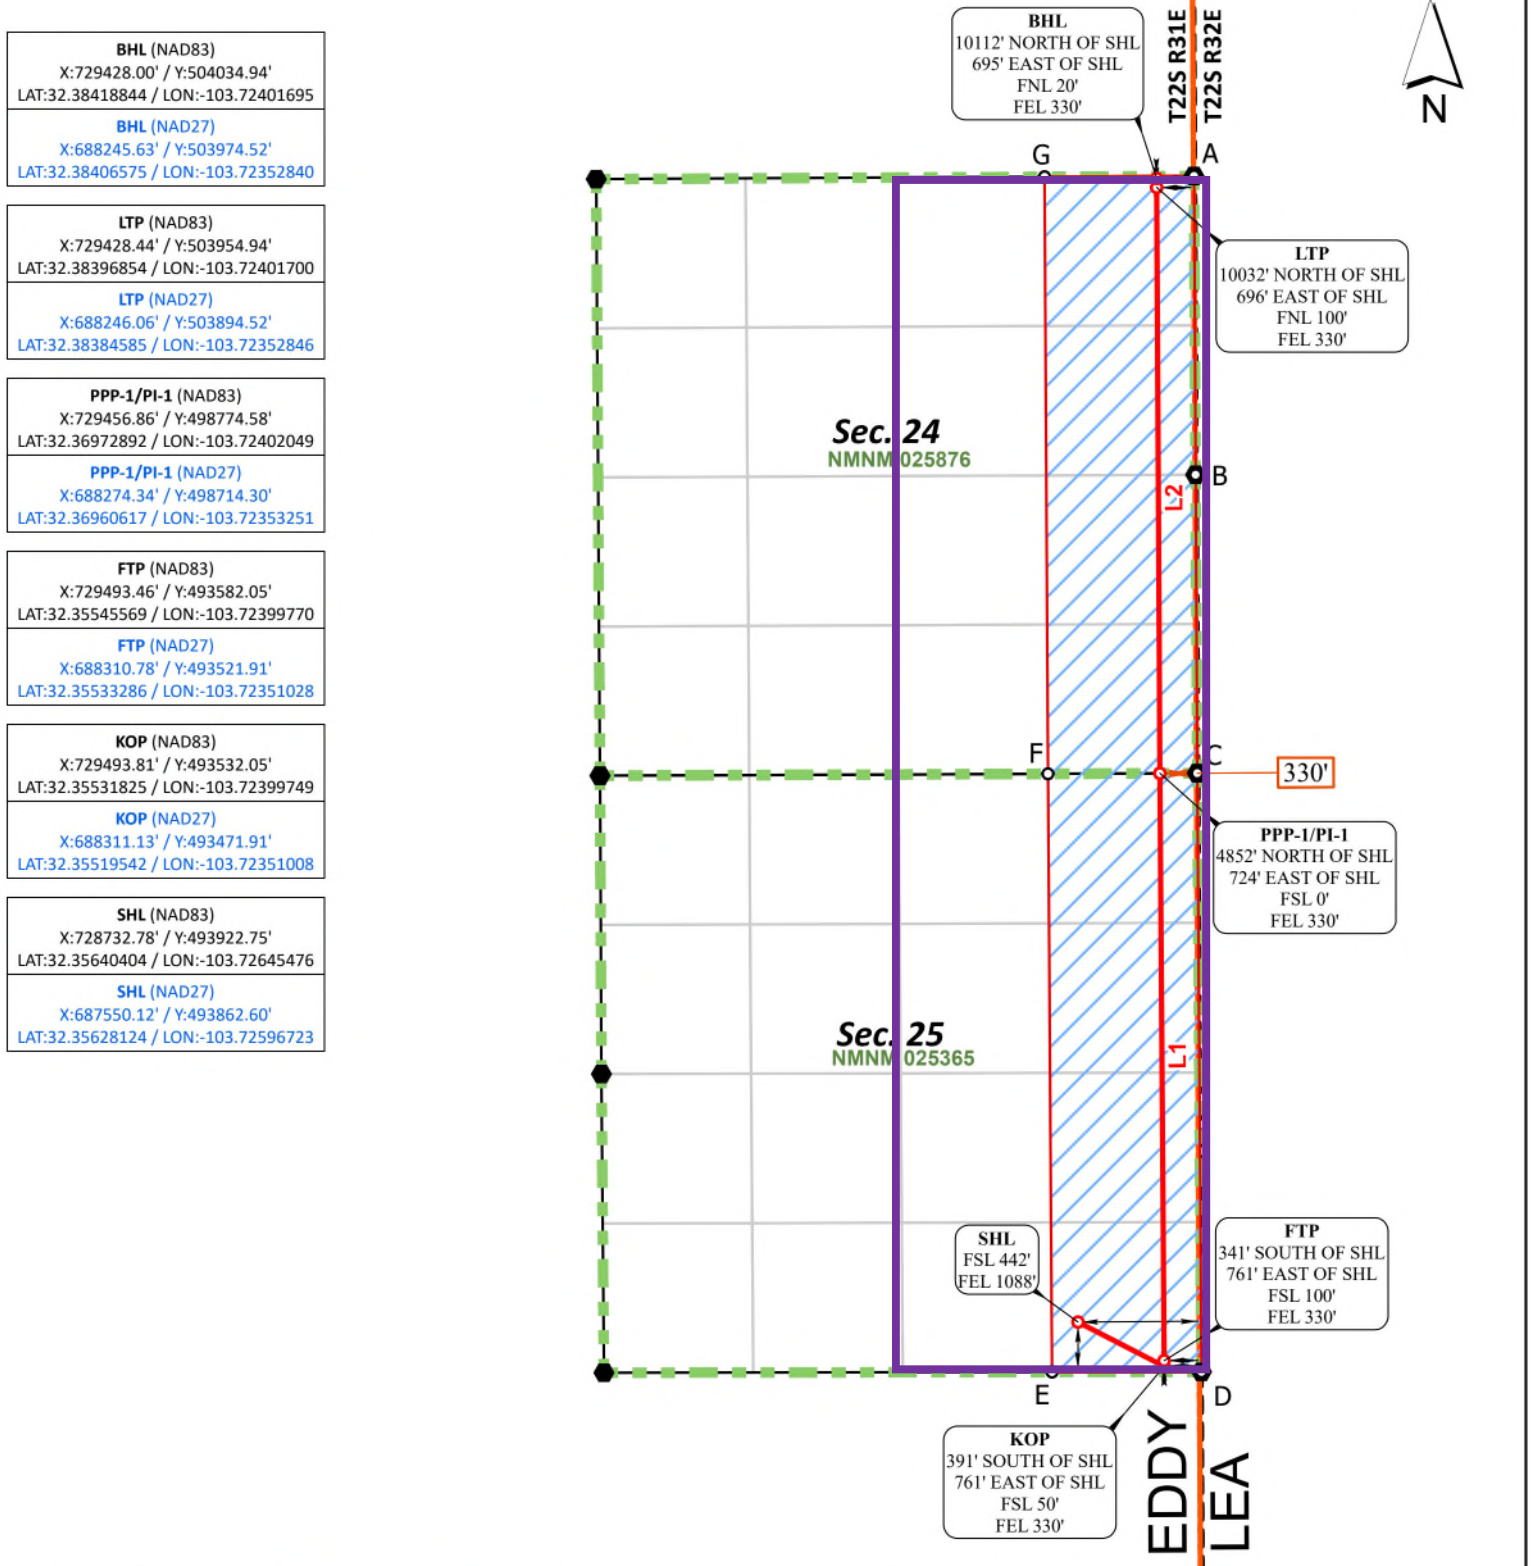 BHL (NAD83)
X:729428.00' / Y:504034.94'
LAT:32.38418844 / LON:-103.72401695
BHL (NAD27)
X:688245.63' / Y:503974.52'
LAT:32.38406575 / LON:-103.72352840
LTP (NAD83)
X:729428.44' / Y:503954.94'
LAT:32.38396854 / LON:-103.72401700
LTP (NAD27)
X:688246.06' / Y:503894.52'
LAT:32.38384585 / LON:-103.72352846
PPP-1/PI-1 (NAD83)
X:729456.86' / Y:498774.58'
LAT:32.36972892 / LON:-103.72402049
PPP-1/PI-1 (NAD27)
X:688274.34' / Y:498714.30'
LAT:32.36960617 / LON:-103.72353251
FTP (NAD83)
X:729493.46' / Y:493582.05'
LAT:32.35545569 / LON:-103.72399770
FTP (NAD27)
X:688310.78' / Y:493521.91'
LAT:32.35533286 / LON:-103.72351028
KOP (NAD83)
X:729493.81' / Y:493532.05'
LAT:32.35531825 / LON:-103.72399749
KOP (NAD27)
X:688311.13' / Y:493471.91'
LAT:32.35519542 / LON:-103.72351008
SHL (NAD83)
X:728732.78' / Y:493922.75'
LAT:32.35640404 / LON:-103.72645476
SHL (NAD27)
X:687550.12' / Y:493862.60'
LAT:32.35628124 / LON:-103.72596723
BHL
10112' NORTH OF SHL
695' EAST OF SHL
FNL 20'
FEL 330'
T22S R31E
T22S R32E
N
G
A
LTP
10032' NORTH OF SHL
696' EAST OF SHL
FNL 100'
FEL 330'
Sec. 24
NMNM 025876
B
L2
F
C
330'
PPP-1/PI-1
4852' NORTH OF SHL
724' EAST OF SHL
FSL 0'
FEL 330'
Sec. 25
NMNM 025365
L1
SHL
FSL 442'
FEL 1088'
FTP
341' SOUTH OF SHL
761' EAST OF SHL
FSL 100'
FEL 330'
E
D
KOP
391' SOUTH OF SHL
761' EAST OF SHL
FSL 50'
FEL 330'
EDDY
LEA